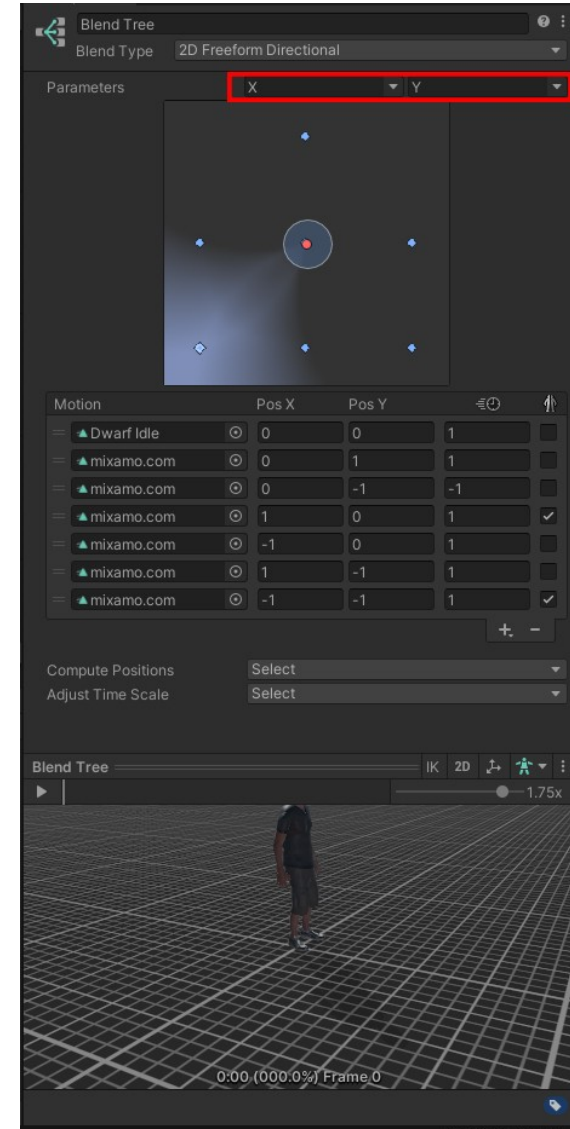 Blend Tree
Blend Type 2D Freeform Directional
Parameters X Y
Motion Pos X Pos Y
Dwarf Idle 0 0 1
mixamo.com 0 1 1
mixamo.com 0 -1 -1
mixamo.com 1 0 1
mixamo.com -1 0 1
mixamo.com 1 -1 1
mixamo.com -1 -1 1
Compute Positions Select
Adjust Time Scale Select
Blend Tree IK 2D
1.75x
0:00 (000.0%) Frame 0